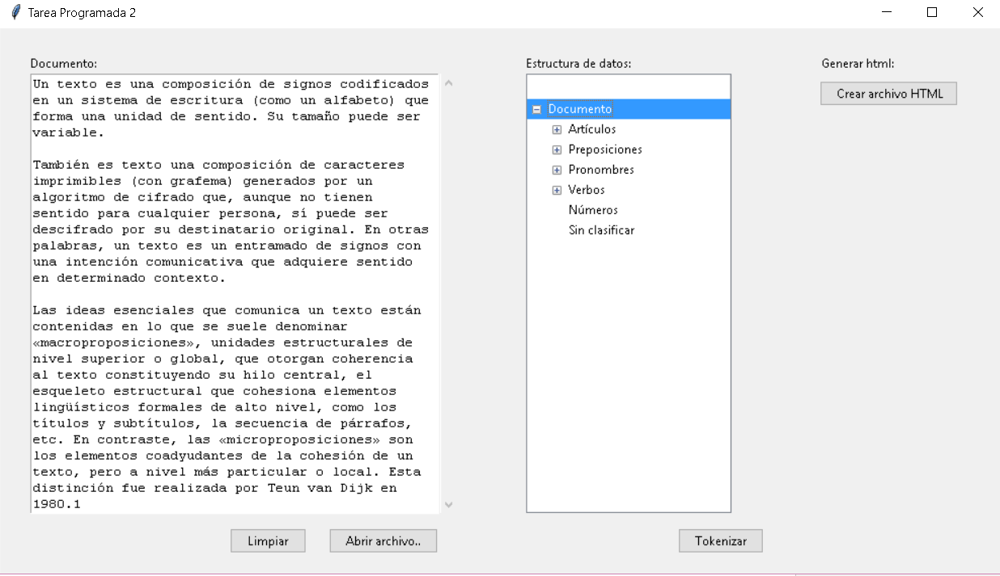 Tarea Programada 2
Documento:
Un texto es una composición de signos codificados
en un sistema de escritura (como un alfabeto) que
forma una unidad de sentido. Su tamaño puede ser
variable.
También es texto una composición de caracteres
imprimibles (con grafema) generados por un
algoritmo de cifrado que, aunque no tienen
sentido para cualquier persona, sí puede ser
descifrado por su destinatario original. En otras
palabras, un texto es un entramado de signos con
una intención comunicativa que adquiere sentido
en determinado contexto.
Las ideas esenciales que comunica un texto están
contenidas en lo que se suele denominar
«macroproposiciones», unidades estructurales de
nivel superior o global, que otorgan coherencia
al texto constituyendo su hilo central, el
esqueleto estructural que cohesiona elementos
lingüísticos formales de alto nivel, como los
títulos y subtítulos, la secuencia de párrafos,
etc. En contraste, las «microproposiciones» son
los elementos coadyudantes de la cohesión de un
texto, pero a nivel más particular o local. Esta
distinción fue realizada por Teun van Dijk en
1980.1
Limpiar
Abrir archivo..
Estructura de datos:
Documento
Artículos
Preposiciones
Pronombres
Verbos
Números
Sin clasificar
Tokenizar
Generar html:
Crear archivo HTML